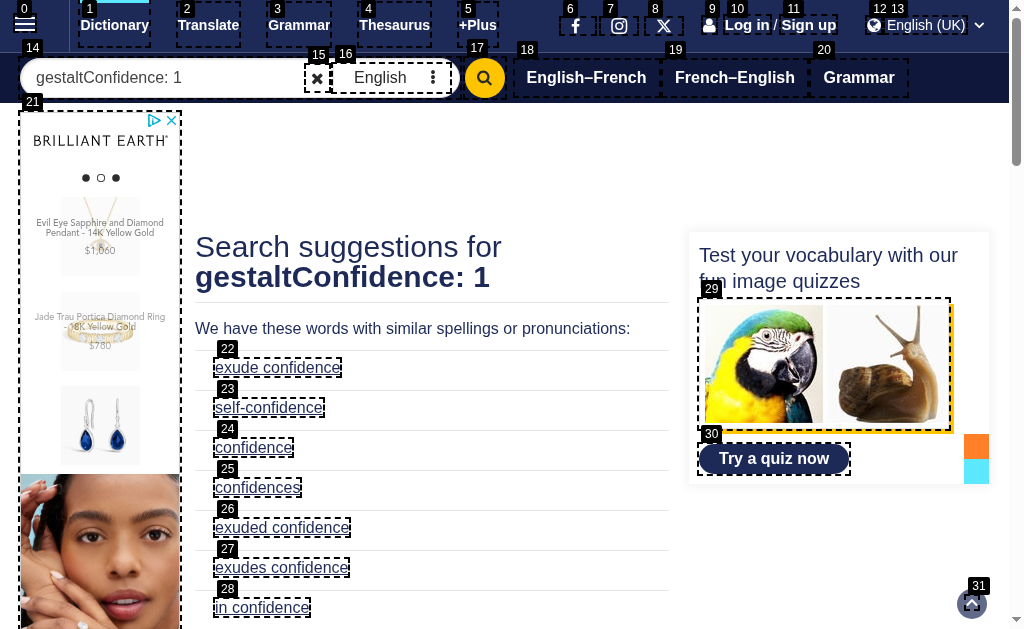 0 1 2 3 4 5 6 7 8 9 10 11 12 13
Dictionary Translate Grammar Thesaurus +Plus Log in / Sign up English (UK)
14 15 16 17 18 19 20
gestaltConfidence: 1 English English–French French–English Grammar
21
BRILLIANT EARTH
Evil Eye Sapphire and Diamond
Pendant - 14K Yellow Gold
$1,060
Jade Trau Portica Diamond Ring
- 18K Yellow Gold
$780
Search suggestions for
gestaltConfidence: 1
We have these words with similar spellings or pronunciations:
22
exude confidence
23
self-confidence
24
confidence
25
confidences
26
exuded confidence
27
exudes confidence
28
in confidence
Test your vocabulary with our
fun image quizzes
29
30
Try a quiz now
31